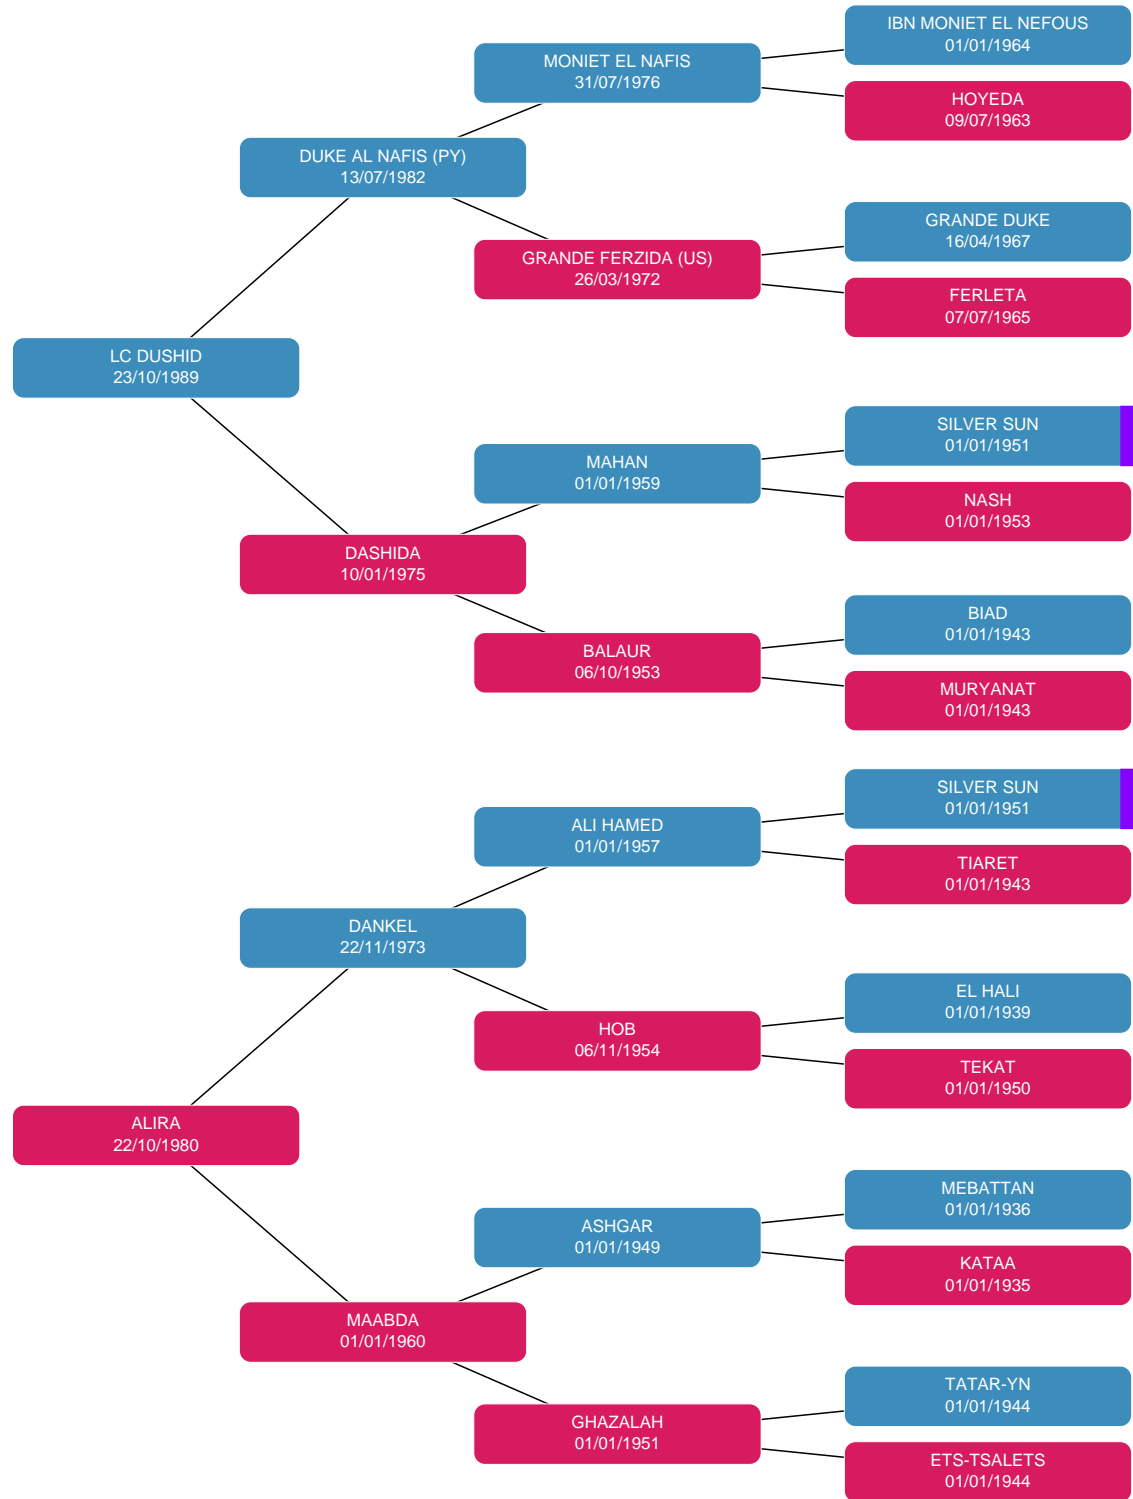 IBN MONIET EL NEFOUS
01/01/1964
MONIET EL NAFIS
31/07/1976
HOYEDA
09/07/1963
DUKE AL NAFIS (PY)
13/07/1982
GRANDE DUKE
16/04/1967
GRANDE FERZIDA (US)
26/03/1972
FERLETA
07/07/1965
LC DUSHID
23/10/1989
SILVER SUN
01/01/1951
MAHAN
01/01/1959
NASH
01/01/1953
DASHIDA
10/01/1975
BIAD
01/01/1943
BALAUR
06/10/1953
MURYANAT
01/01/1943
SILVER SUN
01/01/1951
ALI HAMED
01/01/1957
TIARET
01/01/1943
DANKEL
22/11/1973
EL HALI
01/01/1939
HOB
06/11/1954
TEKAT
01/01/1950
ALIRA
22/10/1980
MEBATTAN
01/01/1936
ASHGAR
01/01/1949
KATAA
01/01/1935
MAABDA
01/01/1960
TATAR-YN
01/01/1944
GHAZALAH
01/01/1951
ETS-TSALETS
01/01/1944